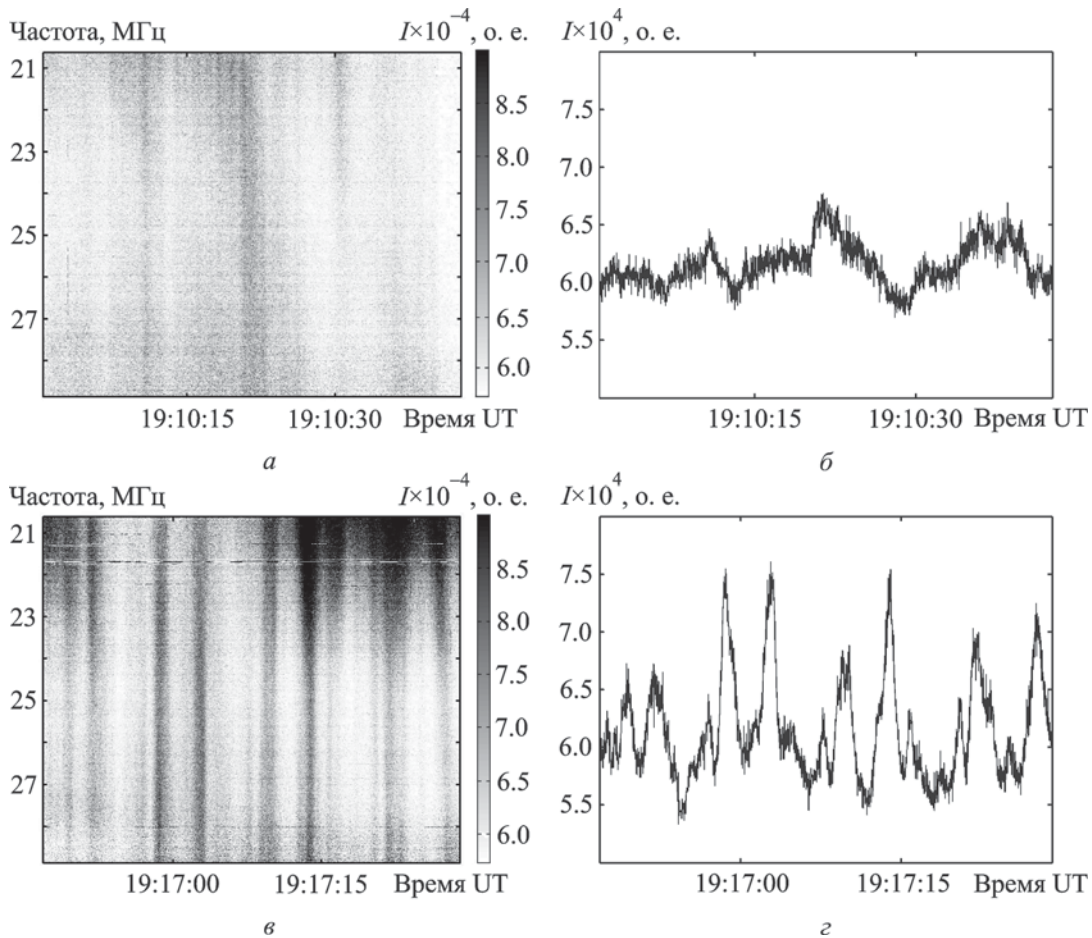 Частота, МГц
I×10⁻⁴, о. е.
21
23
25
27
8.5
8.0
7.5
7.0
6.5
6.0
19:10:15
19:10:30
Время UT
а
I×10⁴, о. е.
7.5
7.0
6.5
6.0
5.5
19:10:15
19:10:30
Время UT
б
Частота, МГц
I×10⁻⁴, о. е.
21
23
25
27
8.5
8.0
7.5
7.0
6.5
6.0
19:17:00
19:17:15
Время UT
в
I×10⁴, о. е.
7.5
7.0
6.5
6.0
5.5
19:17:00
19:17:15
Время UT
г